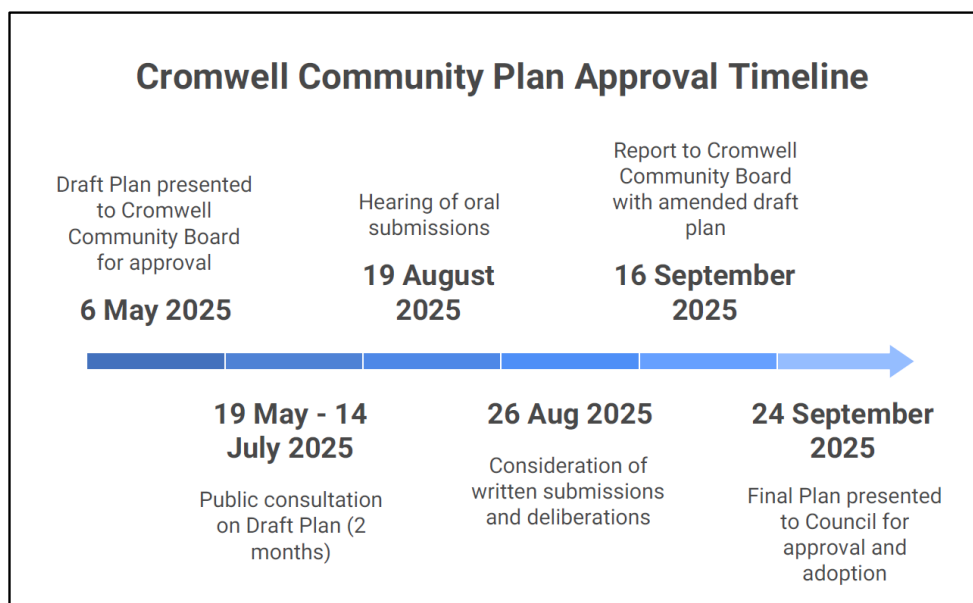 Cromwell Community Plan Approval Timeline
Draft Plan presented
to Cromwell
Community Board
for approval
6 May 2025
Hearing of oral
submissions
19 August
2025
Report to Cromwell
Community Board
with amended draft
plan
16 September
2025
19 May - 14
July 2025
Public consultation
on Draft Plan (2
months)
26 Aug 2025
Consideration of
written submissions
and deliberations
24 September
2025
Final Plan presented
to Council for
approval and
adoption